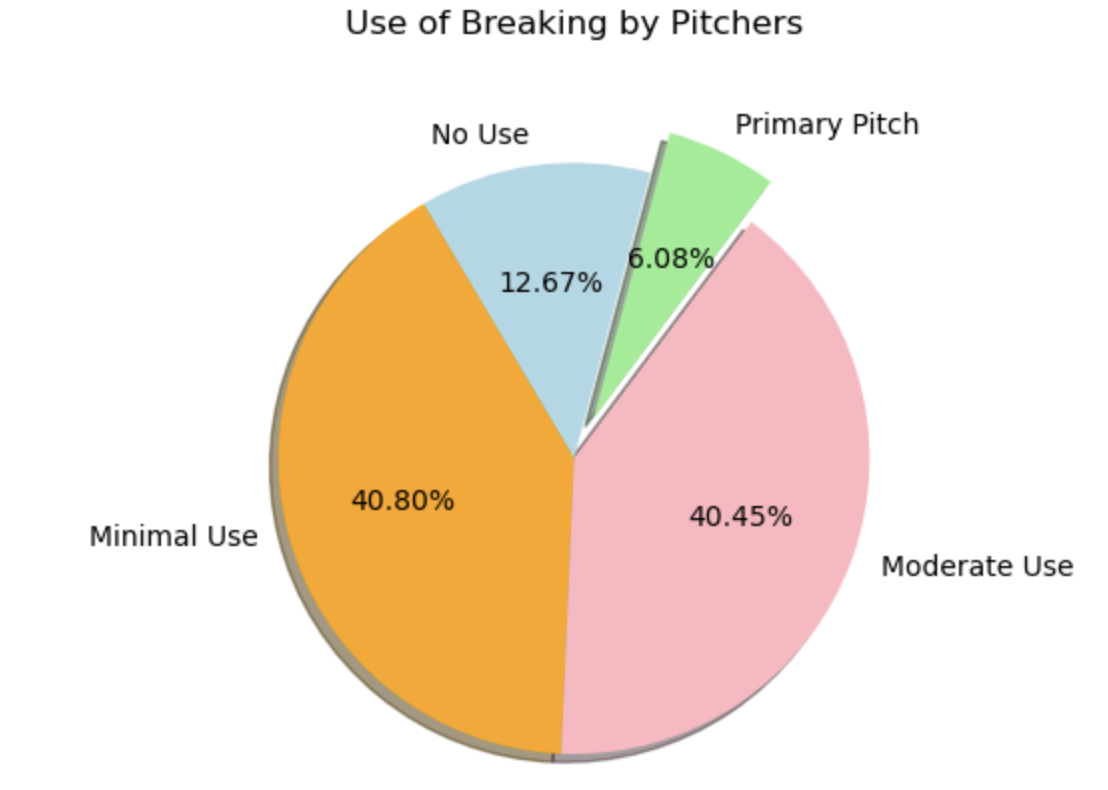 Use of Breaking by Pitchers
Primary Pitch
No Use
6.08%
12.67%
40.80%
40.45%
Minimal Use
Moderate Use